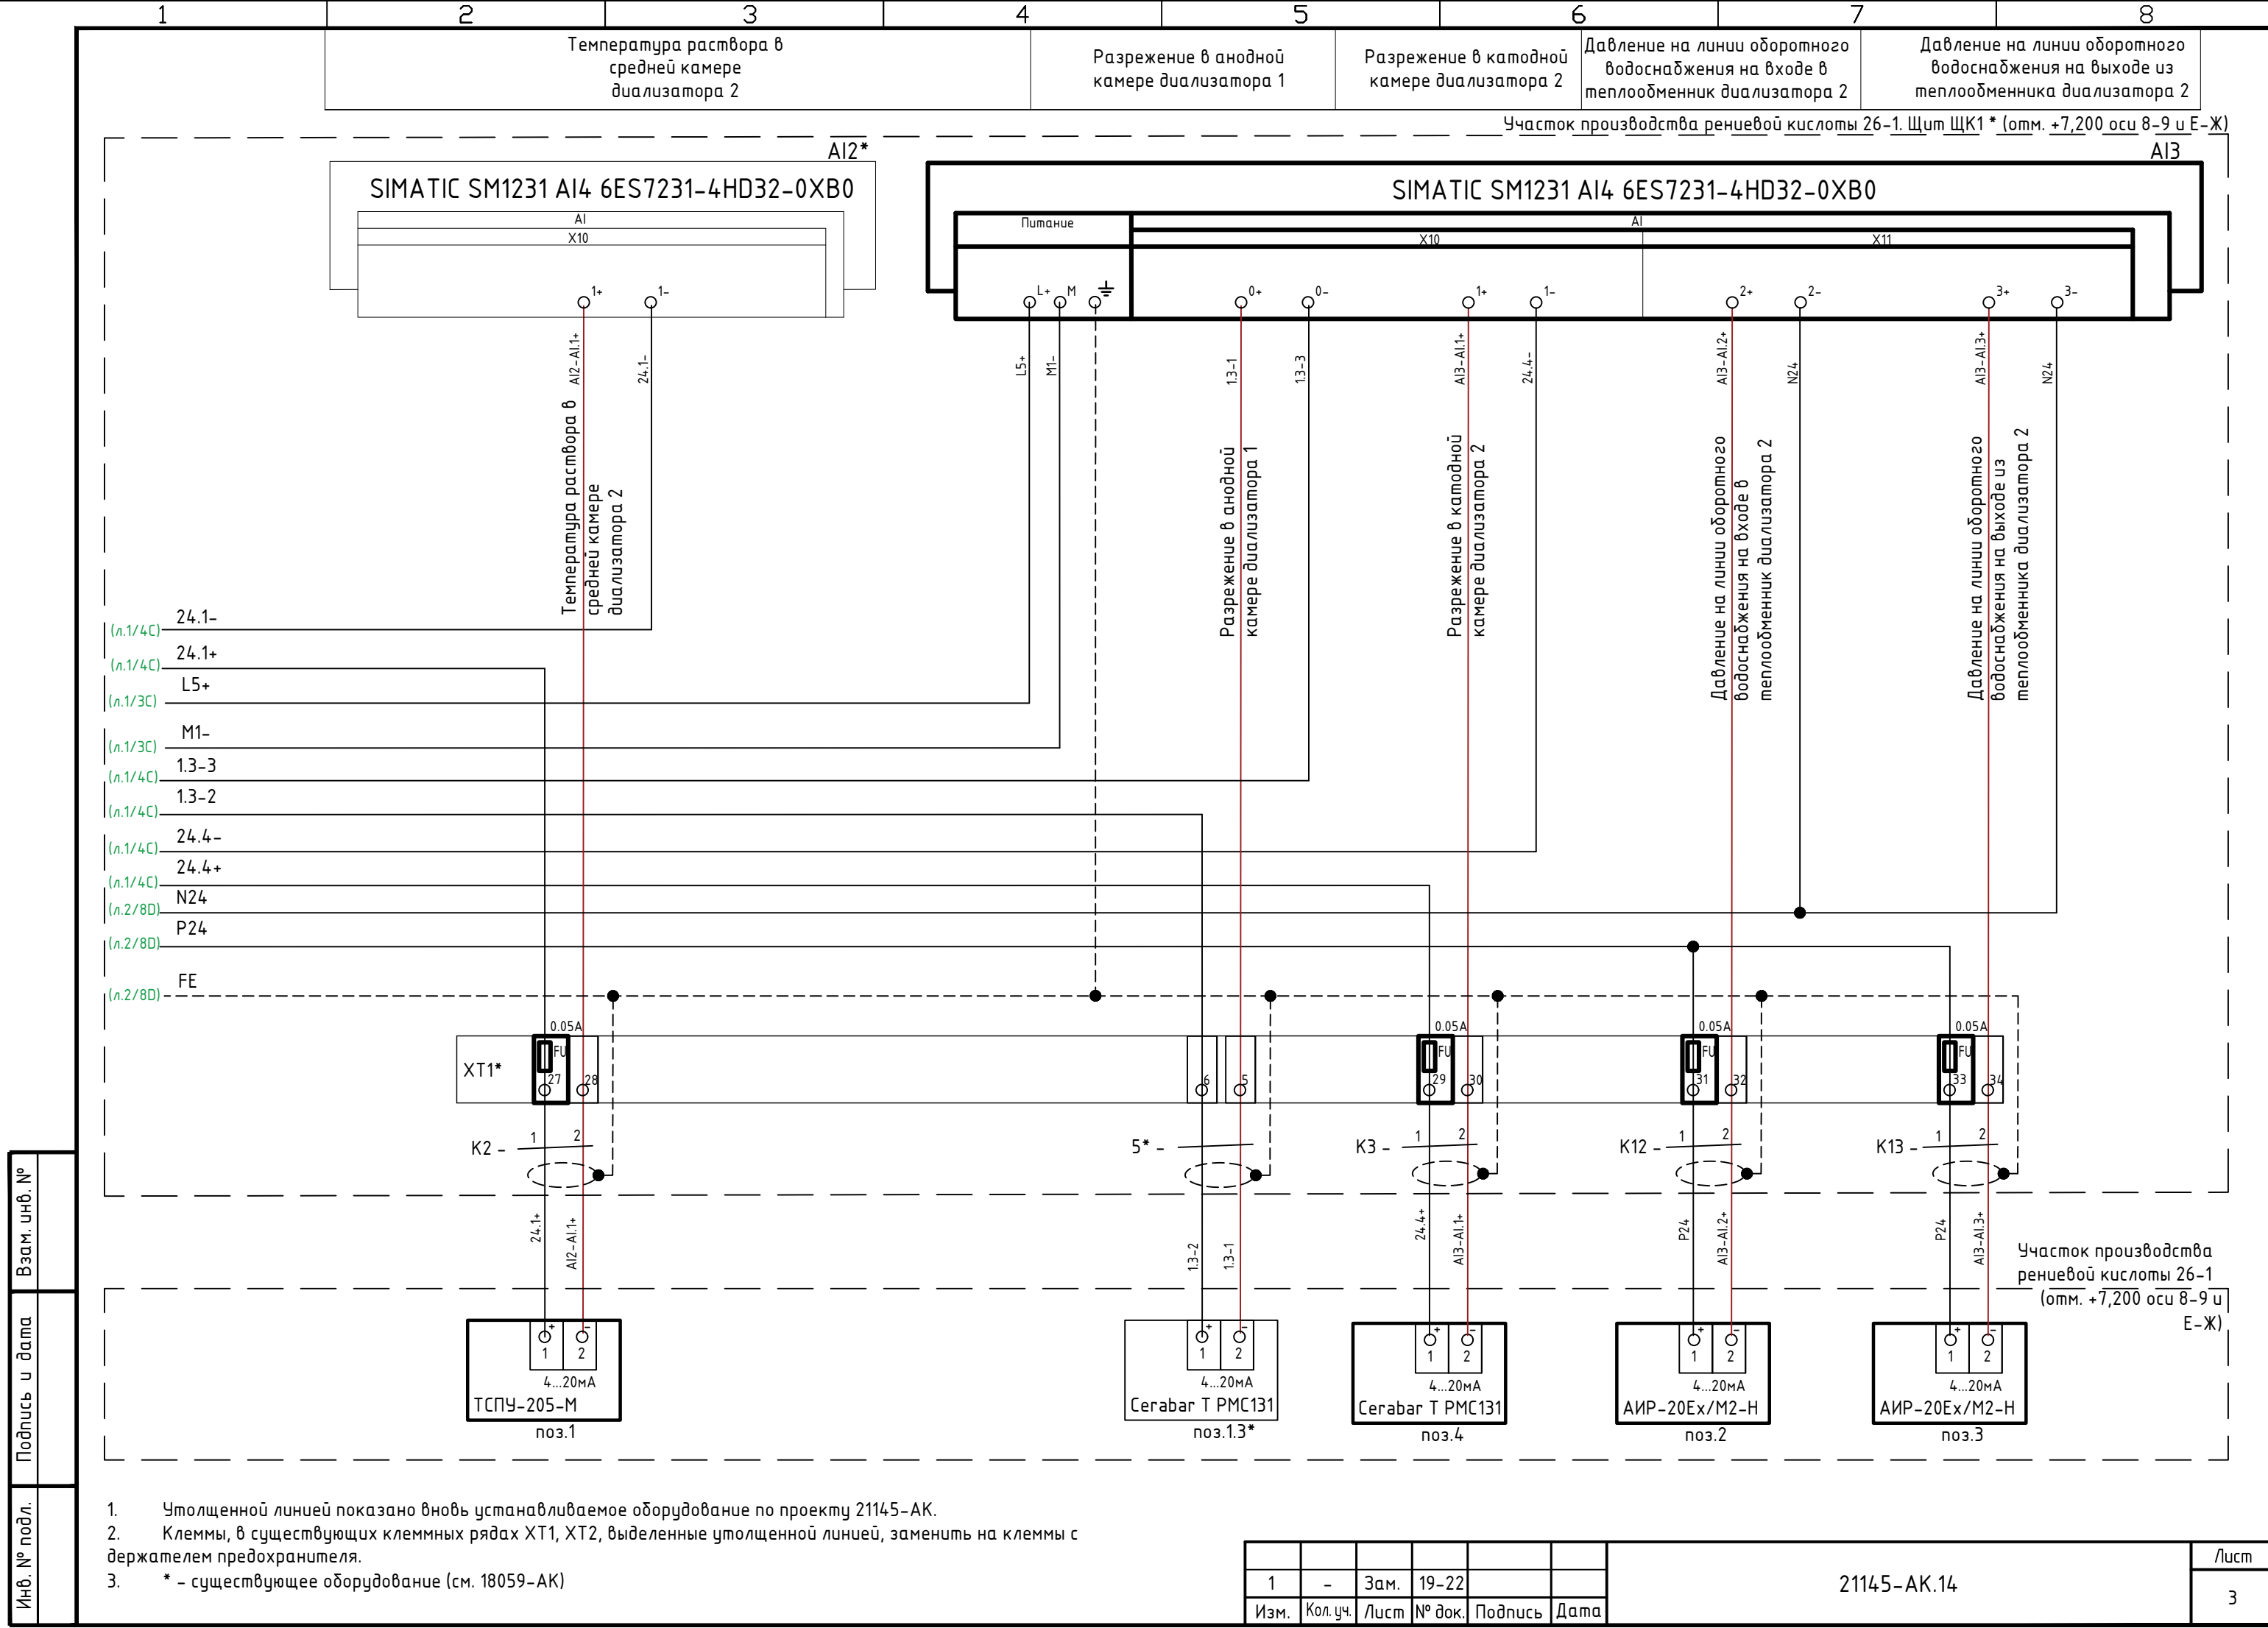 1 2 3 4 5 6 7 8
Температура раствора в
средней камере
диализатора 2
Разрежение в анодной
камере диализатора 1
Разрежение в катодной
камере диализатора 2
Давление на линии оборотного
водоснабжения на входе в
теплообменник диализатора 2
Давление на линии оборотного
водоснабжения на выходе из
теплообменника диализатора 2
Участок производства рениевой кислоты 26-1. Щит ЩК1 * (отм. +7,200 оси 8-9 и Е-Ж)
AI2*
SIMATIC SM1231 AI4 6ES7231-4HD32-0XB0
AI
X10
1+ 1-
AI3
SIMATIC SM1231 AI4 6ES7231-4HD32-0XB0
Питание
AI
X10
X11
L+ M
0+ 0-
1+ 1-
2+ 2-
3+ 3-
AI2-AI.1+
24.1-
L5+
M1-
1.3-1
1.3-3
AI3-AI.1+
24.4-
AI3-AI.2+
N24
AI3-AI.3+
N24
Температура раствора в
средней камере
диализатора 2
Разрежение в анодной
камере диализатора 1
Разрежение в катодной
камере диализатора 2
Давление на линии оборотного
водоснабжения на входе в
теплообменник диализатора 2
Давление на линии оборотного
водоснабжения на выходе из
теплообменника диализатора 2
(л.1/4C) 24.1-
(л.1/4C) 24.1+
(л.1/3C) L5+
(л.1/3C) M1-
(л.1/4C) 1.3-3
(л.1/4C) 1.3-2
(л.1/4C) 24.4-
(л.1/4C) 24.4+
(л.2/8D) N24
(л.2/8D) P24
(л.2/8D) FE
XT1*
0.05A
FU
27 28
6 5
0.05A
FU
29 30
0.05A
FU
31 32
0.05A
FU
33 34
K2 - 1 2
5* -
K3 - 1 2
K12 - 1 2
K13 - 1 2
24.1+
AI2-AI.1+
1.3-2
1.3-1
24.4+
AI3-AI.1+
P24
AI3-AI.2+
P24
AI3-AI.3+
Участок производства
рениевой кислоты 26-1
(отм. +7,200 оси 8-9 и
Е-Ж)
+ -
1 2
4...20мА
ТСПУ-205-М
поз.1
+ -
1 2
4...20мА
Cerabar T PMC131
поз.1.3*
+ -
1 2
4...20мА
Cerabar T PMC131
поз.4
+ -
1 2
4...20мА
АИР-20Ех/М2-Н
поз.2
+ -
1 2
4...20мА
АИР-20Ех/М2-Н
поз.3
1. Утолщенной линией показано вновь устанавливаемое оборудование по проекту 21145-АК.
2. Клеммы, в существующих клеммных рядах ХТ1, ХТ2, выделенные утолщенной линией, заменить на клеммы с
держателем предохранителя.
3. * - существующее оборудование (см. 18059-АК)
Взам. инв. №
Подпись и дата
Инв. № подл.
1 - Зам. 19-22
Изм. Кол.уч. Лист № док. Подпись Дата
21145-АК.14
Лист
3